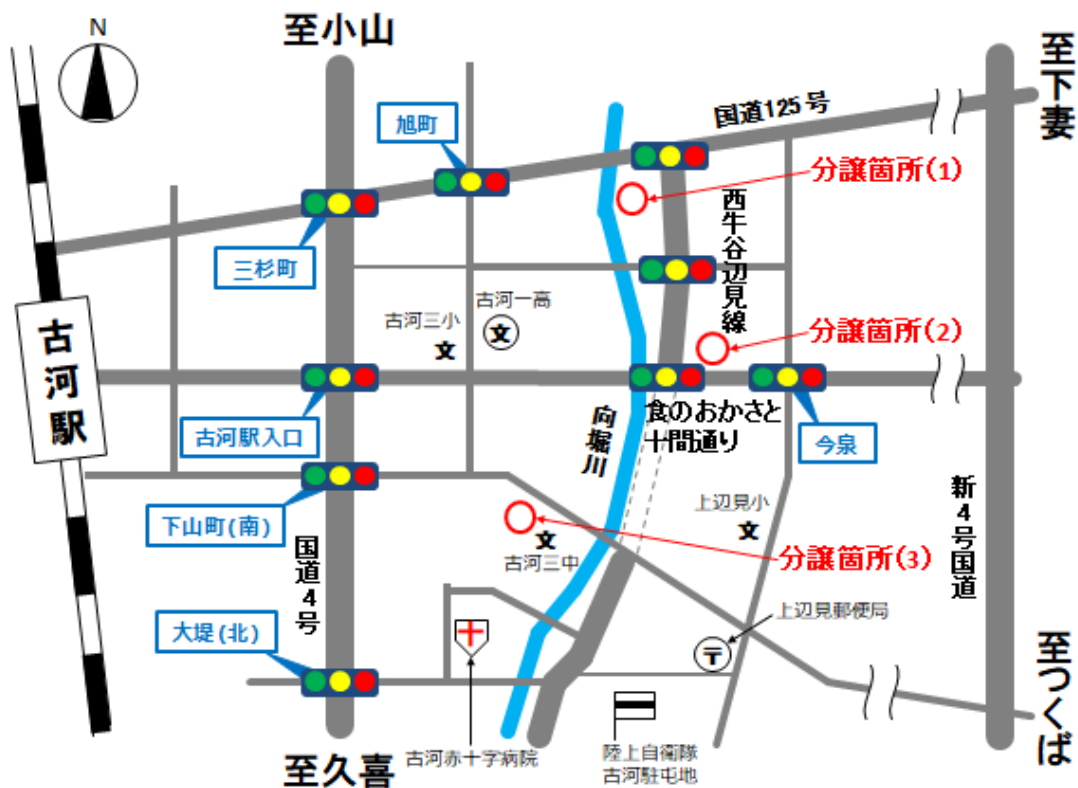 至小山
N
至下妻
国道125号
旭町
分譲箇所(1)
西牛谷辺見線
三杉町
古河一高
古河三小
文
文
古河駅
分譲箇所(2)
食のおかさと
十間通り
向堀川
古河駅入口
今泉
下山町(南)
上辺見小
文
新4号国道
国道4号
文
古河三中
分譲箇所(3)
上辺見郵便局
〒
大堤(北)
至つくば
古河赤十字病院
陸上自衛隊
古河駐屯地
至久喜